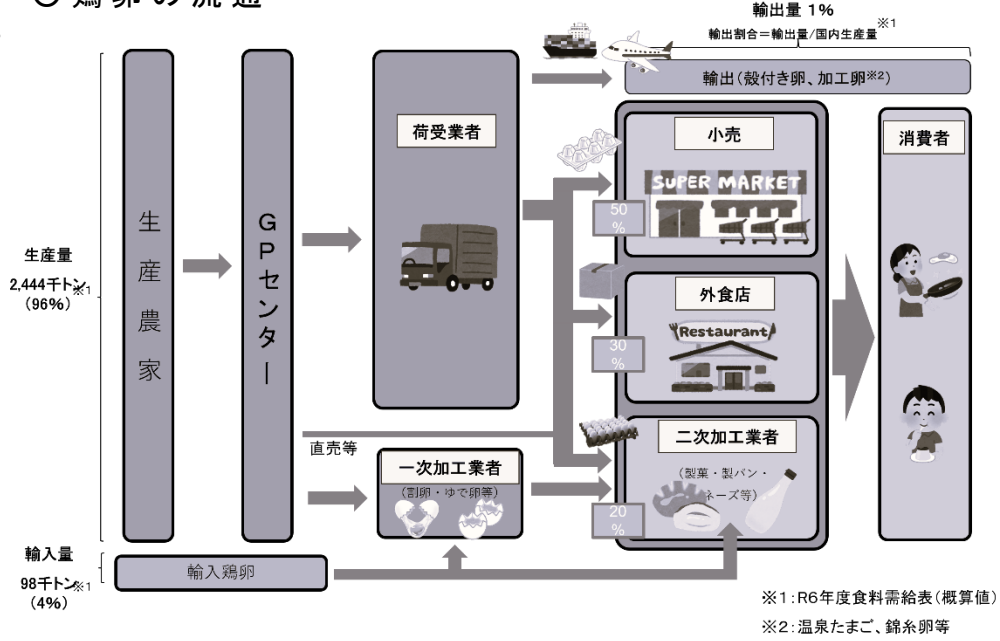 〇鶏卵の流通
輸出量 1%
輸出割合＝輸出量/国内生産量※1
輸出（殻付き卵、加工卵※2）
荷受業者
小売
SUPER MARKET
50
%
消費者
生産農家
GPセンター
生産量
2,444千トン※1
(96%)
外食店
Restaurant
30
%
直売等
二次加工業者
（製菓・製パン・
ネーズ等）
20
%
一次加工業者
（割卵・ゆで卵等）
輸入量
98千トン※1
(4%)
輸入鶏卵
※1：R6年度食料需給表（概算値）
※2：温泉たまご、錦糸卵等